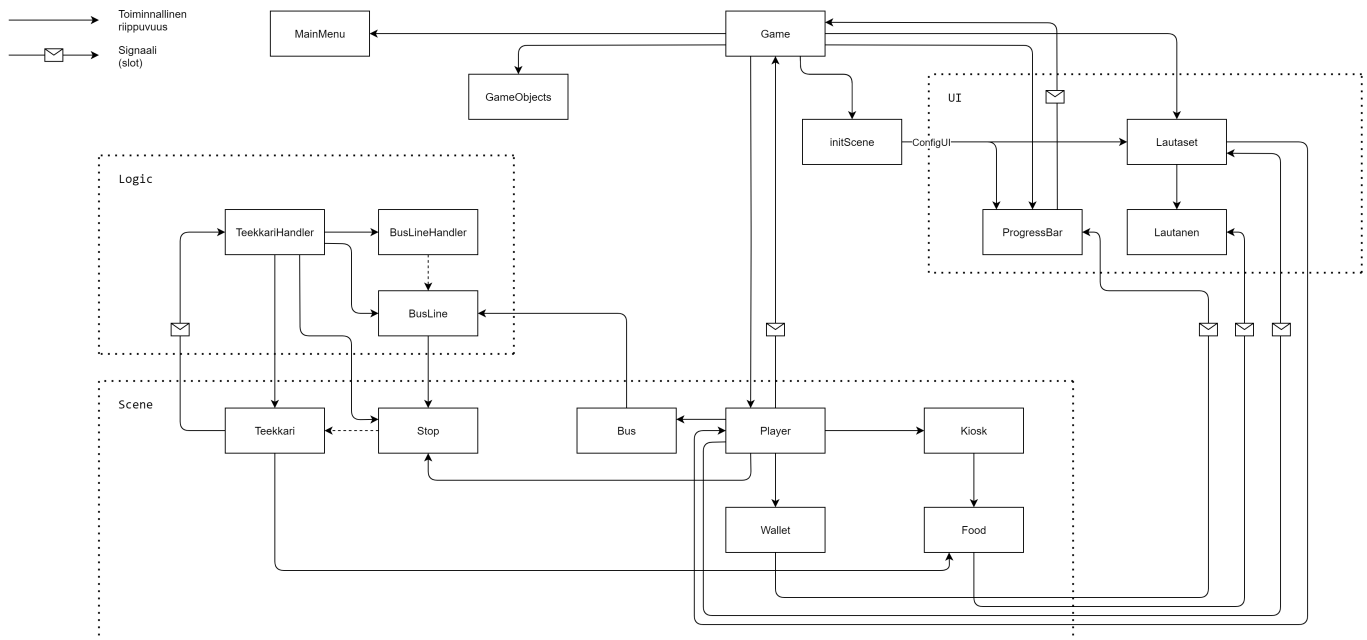 Toiminnallinen
riippuvuus
Signaali
(slot)
MainMenu
Game
GameObjects
UI
initScene
ConfigUI
Lautaset
Logic
TeekkariHandler
BusLineHandler
ProgressBar
Lautanen
BusLine
Scene
Teekkari
Stop
Bus
Player
Kiosk
Wallet
Food